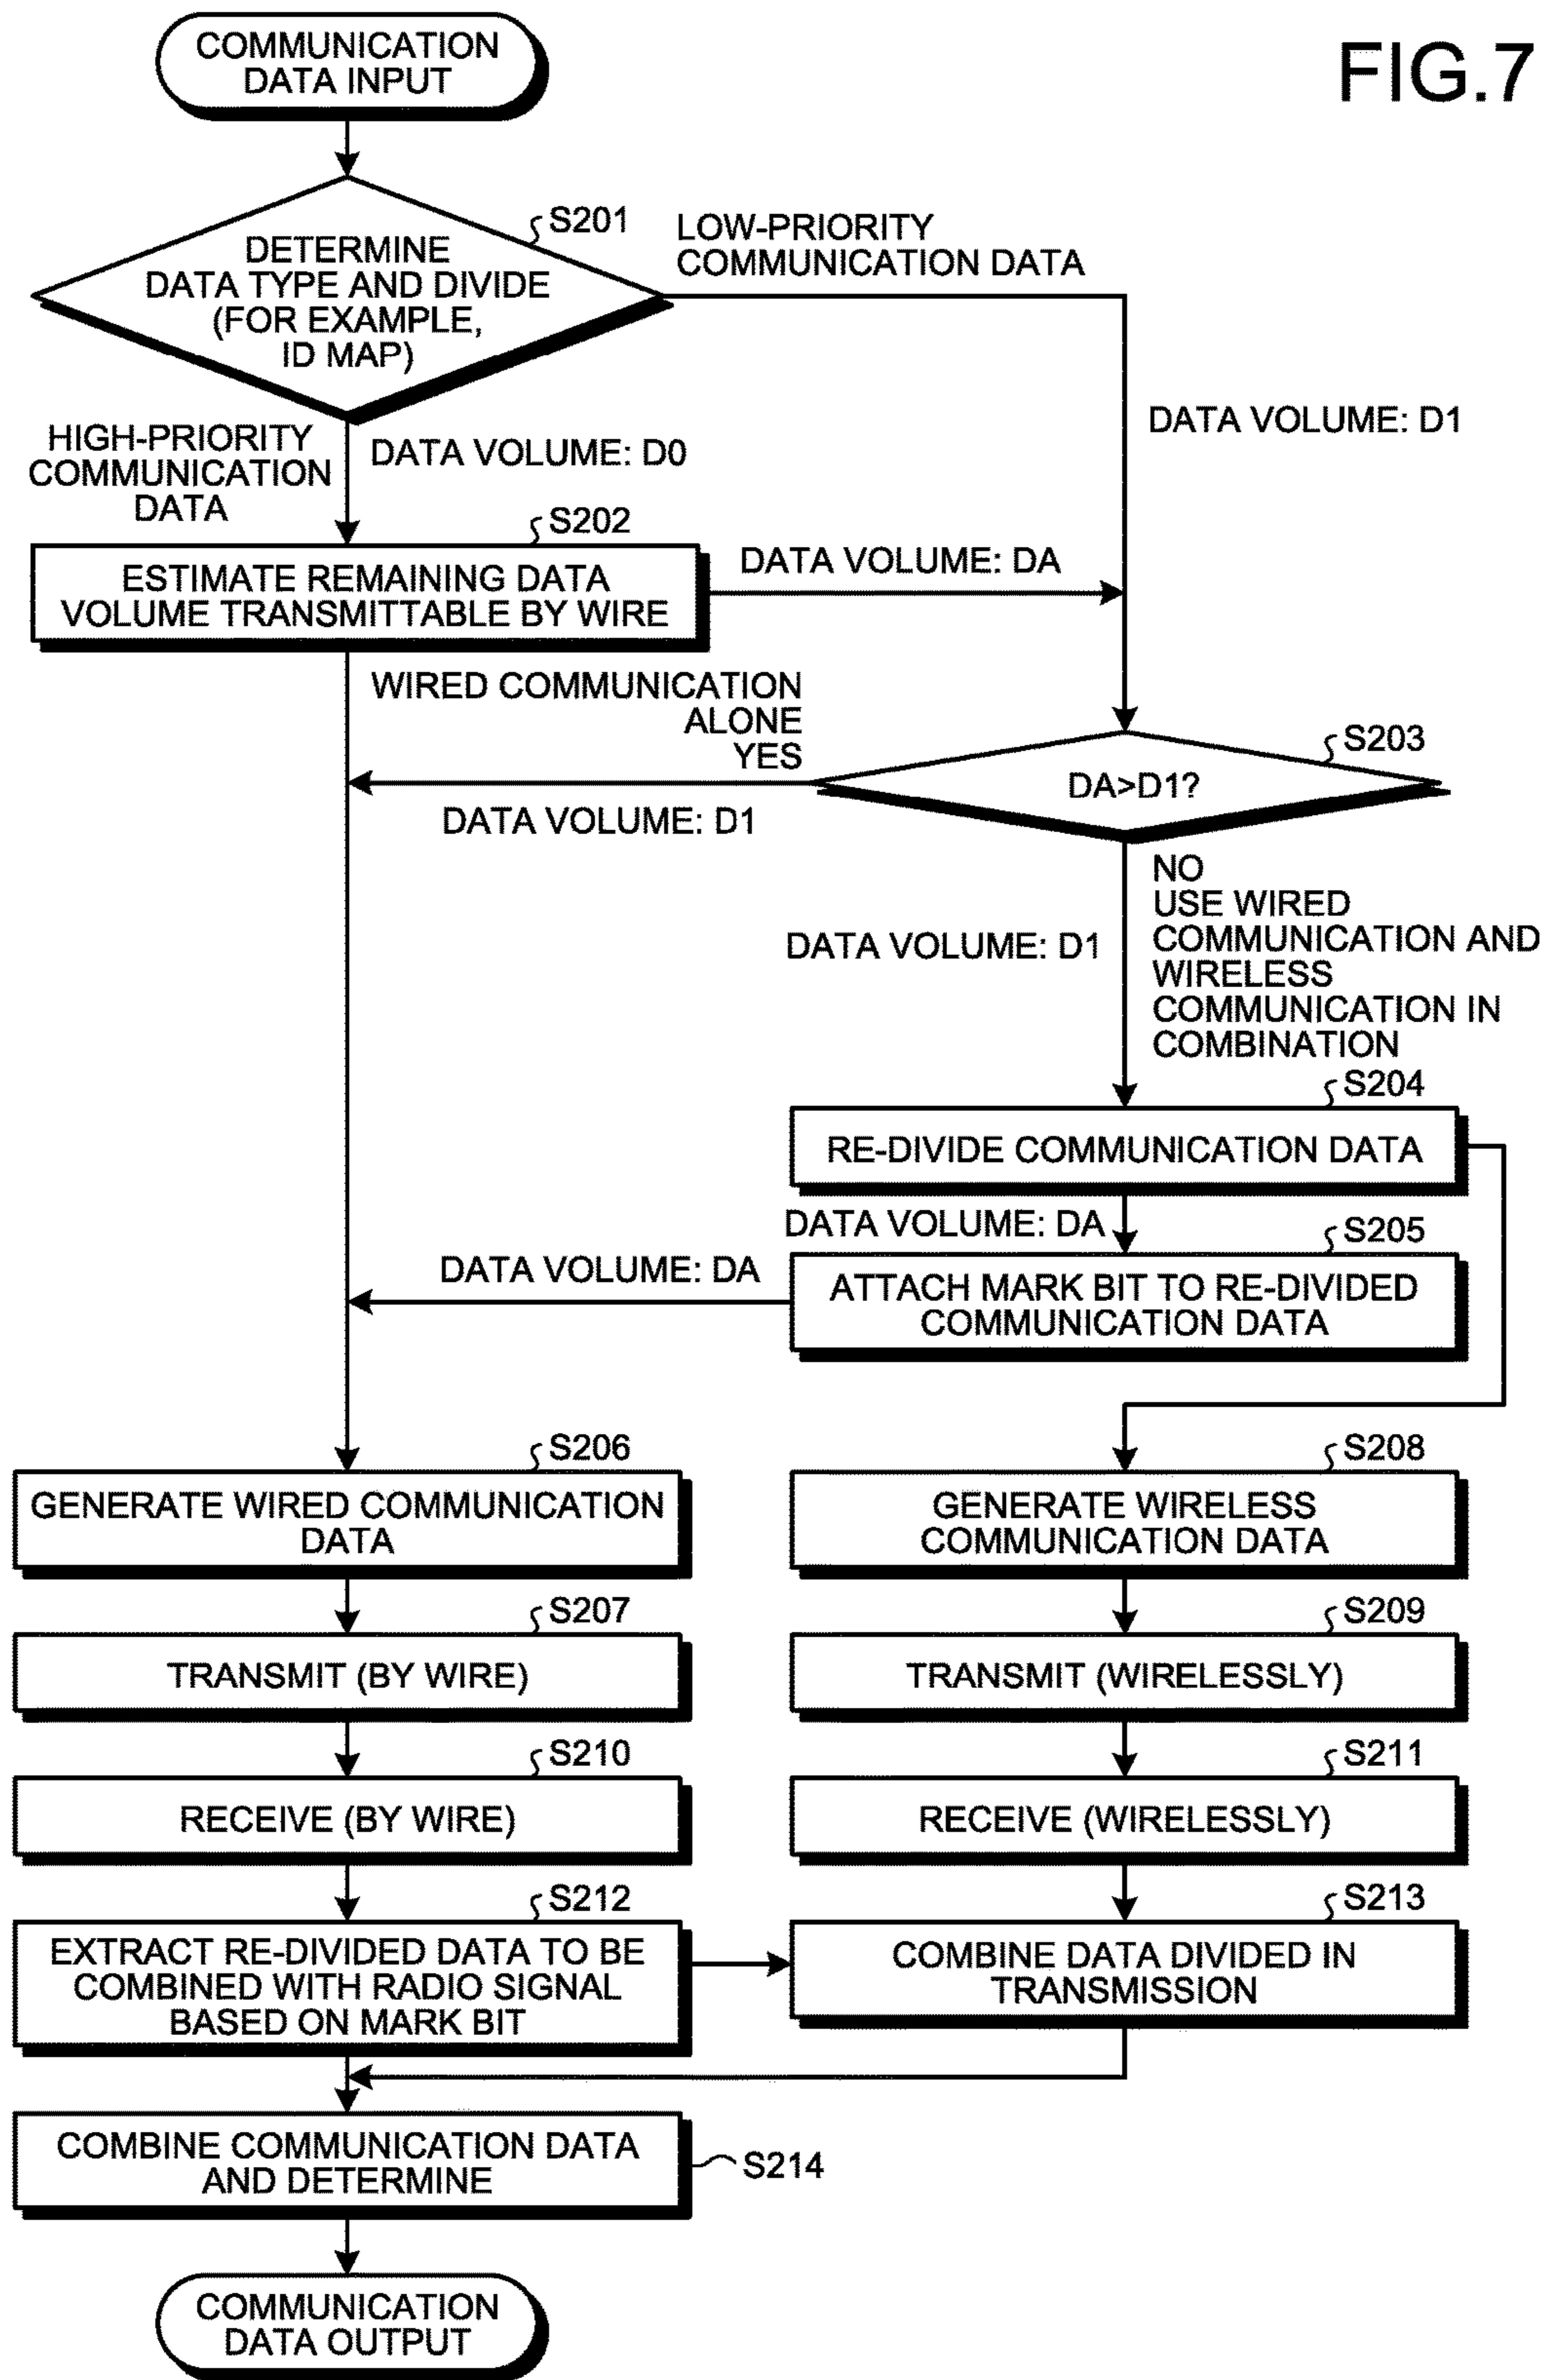 FIG.7
COMMUNICATION
DATA INPUT
S201
DETERMINE
DATA TYPE AND DIVIDE
(FOR EXAMPLE,
ID MAP)
LOW-PRIORITY
COMMUNICATION DATA
DATA VOLUME: D1
HIGH-PRIORITY
COMMUNICATION
DATA
DATA VOLUME: D0
S202
ESTIMATE REMAINING DATA
VOLUME TRANSMITTABLE BY WIRE
DATA VOLUME: DA
WIRED COMMUNICATION
ALONE
YES
S203
DA>D1?
DATA VOLUME: D1
NO
USE WIRED
COMMUNICATION AND
WIRELESS
COMMUNICATION IN
COMBINATION
DATA VOLUME: D1
S204
RE-DIVIDE COMMUNICATION DATA
DATA VOLUME: DA
S205
ATTACH MARK BIT TO RE-DIVIDED
COMMUNICATION DATA
DATA VOLUME: DA
S206
GENERATE WIRED COMMUNICATION
DATA
S208
GENERATE WIRELESS
COMMUNICATION DATA
S207
TRANSMIT (BY WIRE)
S209
TRANSMIT (WIRELESSLY)
S210
RECEIVE (BY WIRE)
S211
RECEIVE (WIRELESSLY)
S212
EXTRACT RE-DIVIDED DATA TO BE
COMBINED WITH RADIO SIGNAL
BASED ON MARK BIT
S213
COMBINE DATA DIVIDED IN
TRANSMISSION
COMBINE COMMUNICATION DATA
AND DETERMINE
S214
COMMUNICATION
DATA OUTPUT